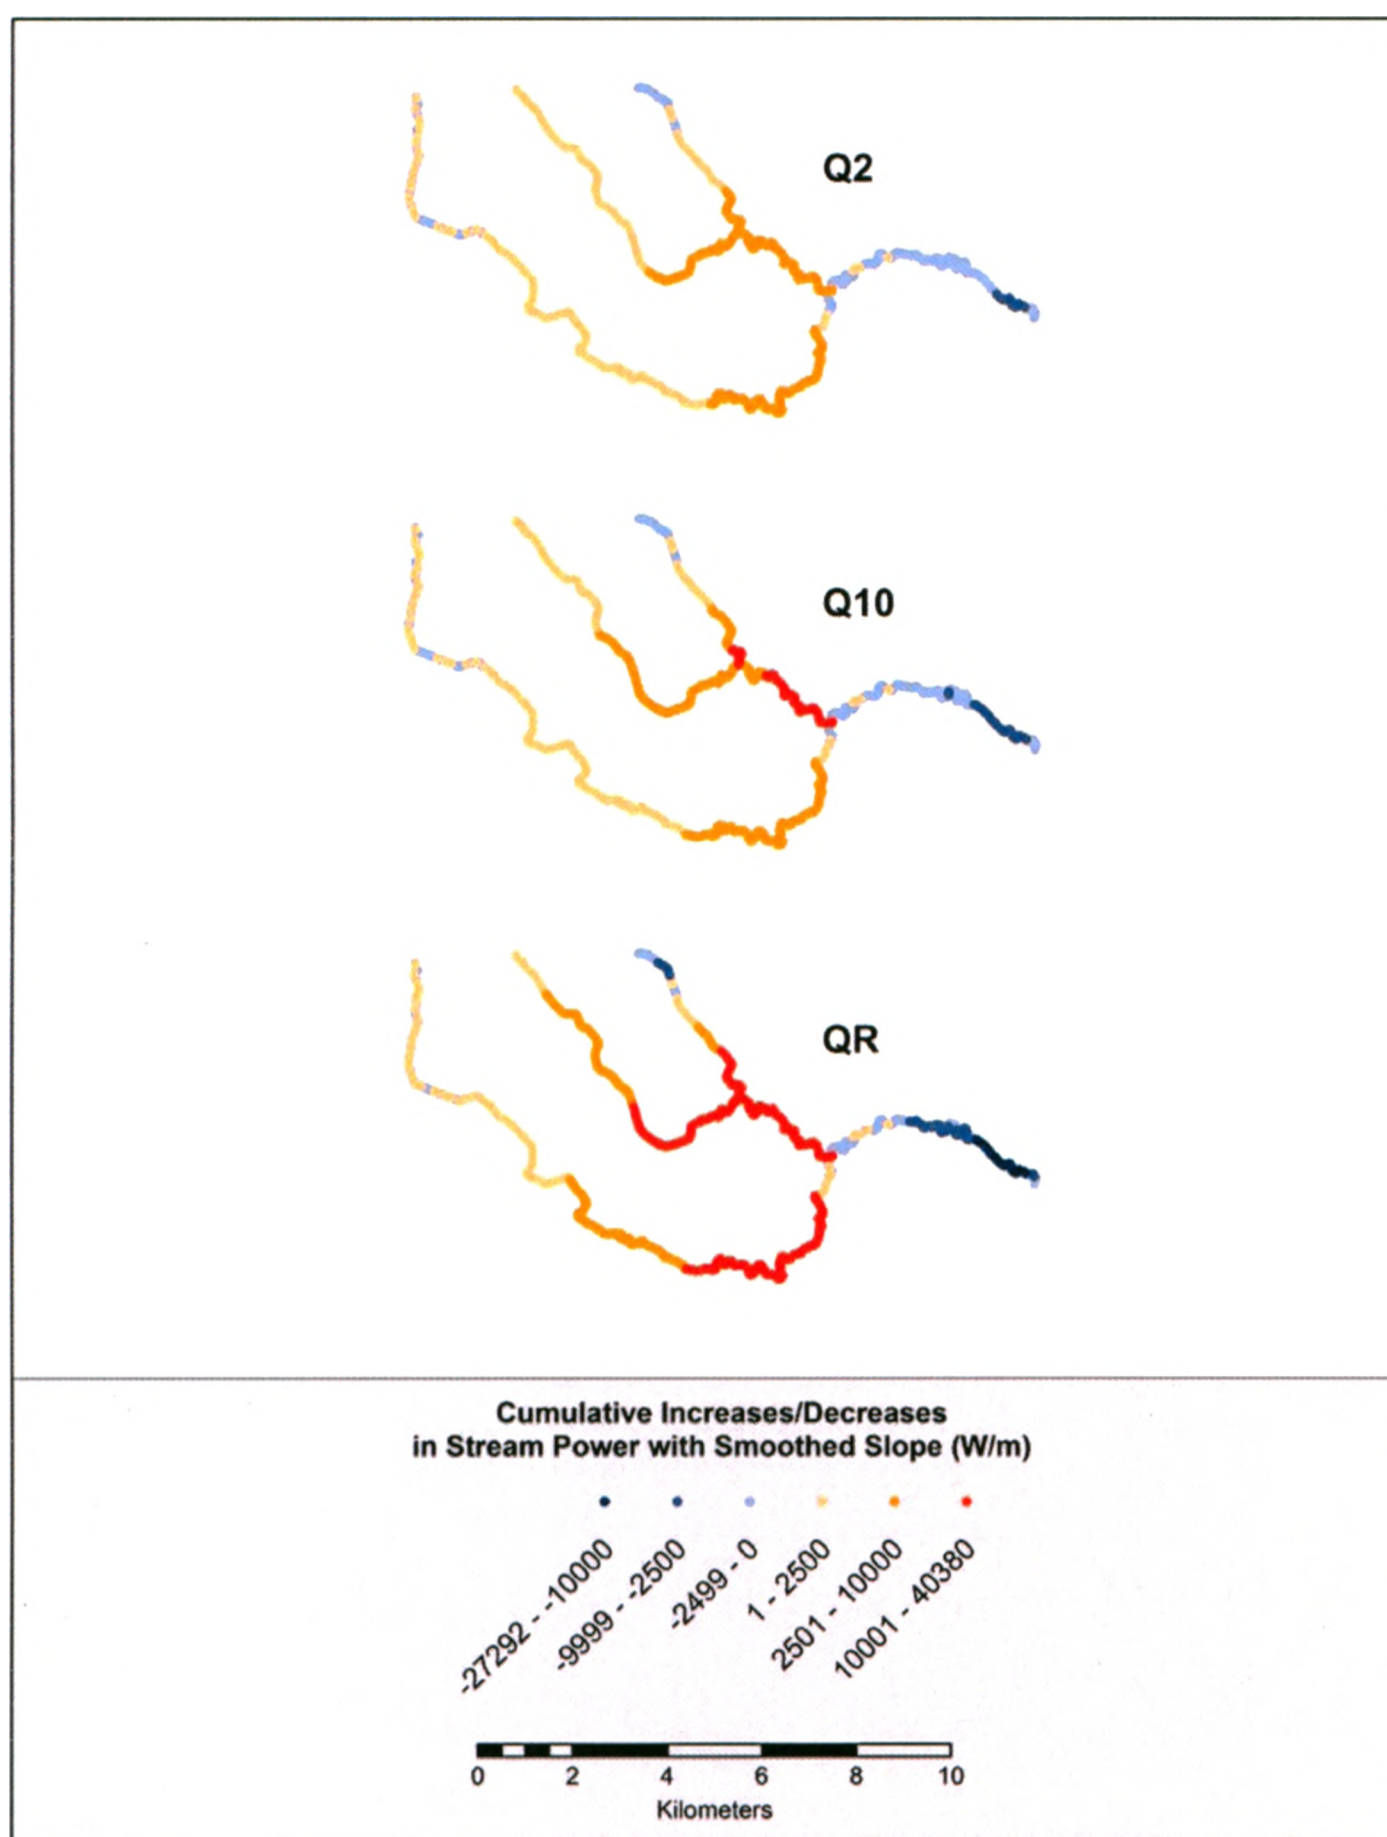 Q2
Q10
QR
Cumulative Increases/Decreases
in Stream Power with Smoothed Slope (W/m)
-27292 - -10000
-9999 - -2500
-2499 - 0
1 - 2500
2501 - 10000
10001 - 40380
0 2 4 6 8 10
Kilometers